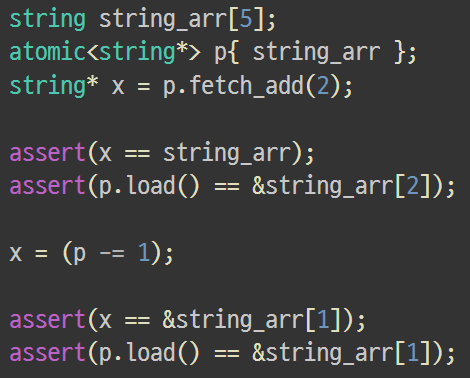 string string_arr[5];
atomic<string*> p{ string_arr };
string* x = p.fetch_add(2);
assert(x == string_arr);
assert(p.load() == &string_arr[2]);
x = (p -= 1);
assert(x == &string_arr[1]);
assert(p.load() == &string_arr[1]);